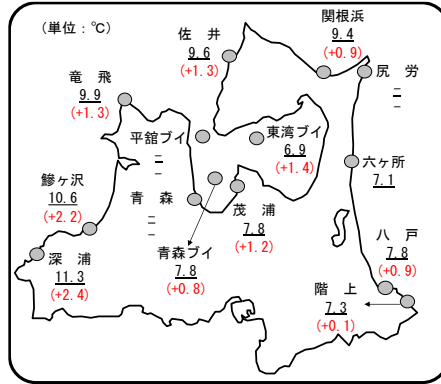 (単位:℃)
関根浜
9.4
(+0.9)
佐 井
9.6
(+1.3)
尻労
--
竜 飛
9.9
(+1.3)
平舘ブイ
--
東湾ブイ
6.9
(+1.4)
六ヶ所
7.1
鰺ヶ沢
10.6
(+2.2)
青 森
--
茂 浦
7.8
(+1.2)
深 浦
11.3
(+2.4)
青森ブイ
7.8
(+0.8)
八 戸
7.8
(+0.9)
階 上
7.3
(+0.1)